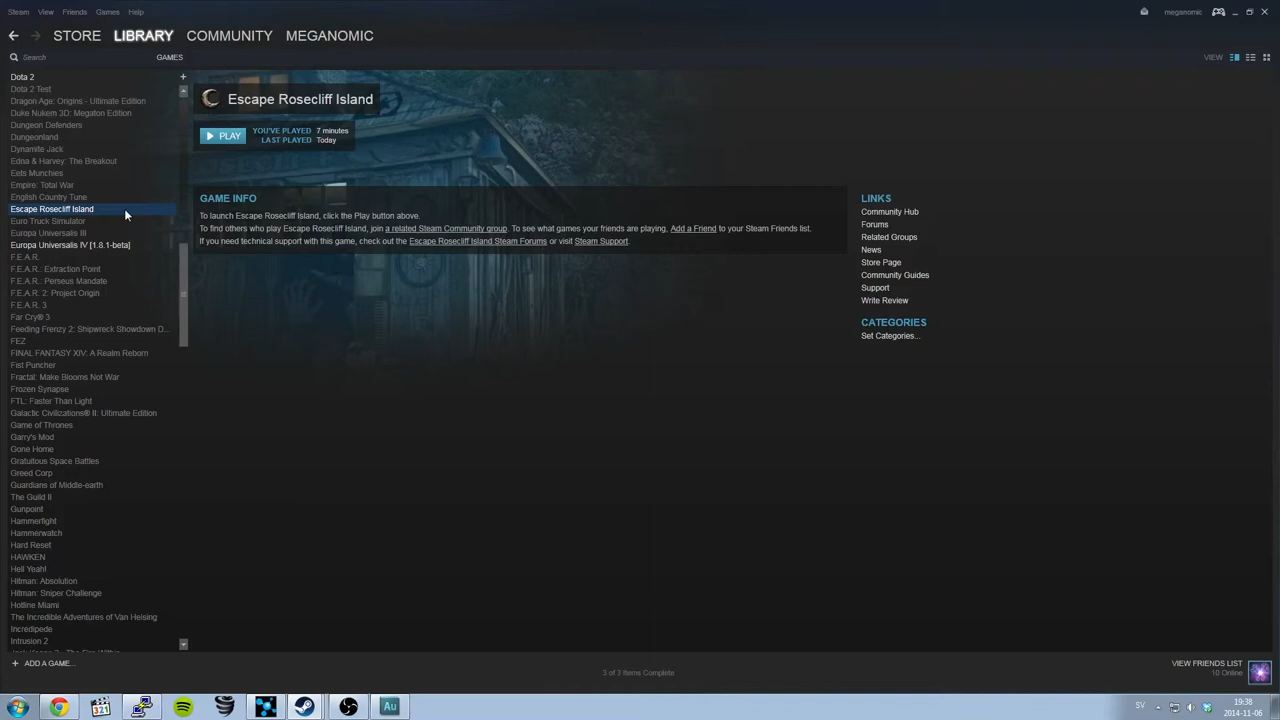 Steam View Friends Games Help
meganomic
STORE LIBRARY COMMUNITY MEGANOMIC
Search GAMES
VIEW
Dota 2
Dota 2 Test
Dragon Age: Origins - Ultimate Edition
Duke Nukem 3D: Megaton Edition
Dungeon Defenders
Dungeonland
Dynamite Jack
Edna & Harvey: The Breakout
Eets Munchies
Empire: Total War
English Country Tune
Escape Rosecliff Island
Euro Truck Simulator
Europa Universalis III
Europa Universalis IV [1.8.1-beta]
F.E.A.R.
F.E.A.R.: Extraction Point
F.E.A.R.: Perseus Mandate
F.E.A.R. 2: Project Origin
F.E.A.R. 3
Far Cry® 3
Feeding Frenzy 2: Shipwreck Showdown D...
FEZ
FINAL FANTASY XIV: A Realm Reborn
Fist Puncher
Fractal: Make Blooms Not War
Frozen Synapse
FTL: Faster Than Light
Galactic Civilizations® II: Ultimate Edition
Game of Thrones
Garry's Mod
Gone Home
Gratuitous Space Battles
Greed Corp
Guardians of Middle-earth
The Guild II
Gunpoint
Hammerfight
Hammerwatch
Hard Reset
HAWKEN
Hell Yeah!
Hitman: Absolution
Hitman: Sniper Challenge
Hotline Miami
The Incredible Adventures of Van Helsing
Incredipede
Intrusion 2
+ ADD A GAME...
Escape Rosecliff Island
PLAY
YOU'VE PLAYED 7 minutes
LAST PLAYED Today
GAME INFO
To launch Escape Rosecliff Island, click the Play button above.
To find others who play Escape Rosecliff Island, join a related Steam Community group. To see what games your friends are playing, Add a Friend to your Steam Friends list.
If you need technical support with this game, check out the Escape Rosecliff Island Steam Forums or visit Steam Support.
LINKS
Community Hub
Forums
Related Groups
News
Store Page
Community Guides
Support
Write Review
CATEGORIES
Set Categories...
3 of 3 Items Complete
VIEW FRIENDS LIST
10 Online
Au
SV
19:38
2014-11-06